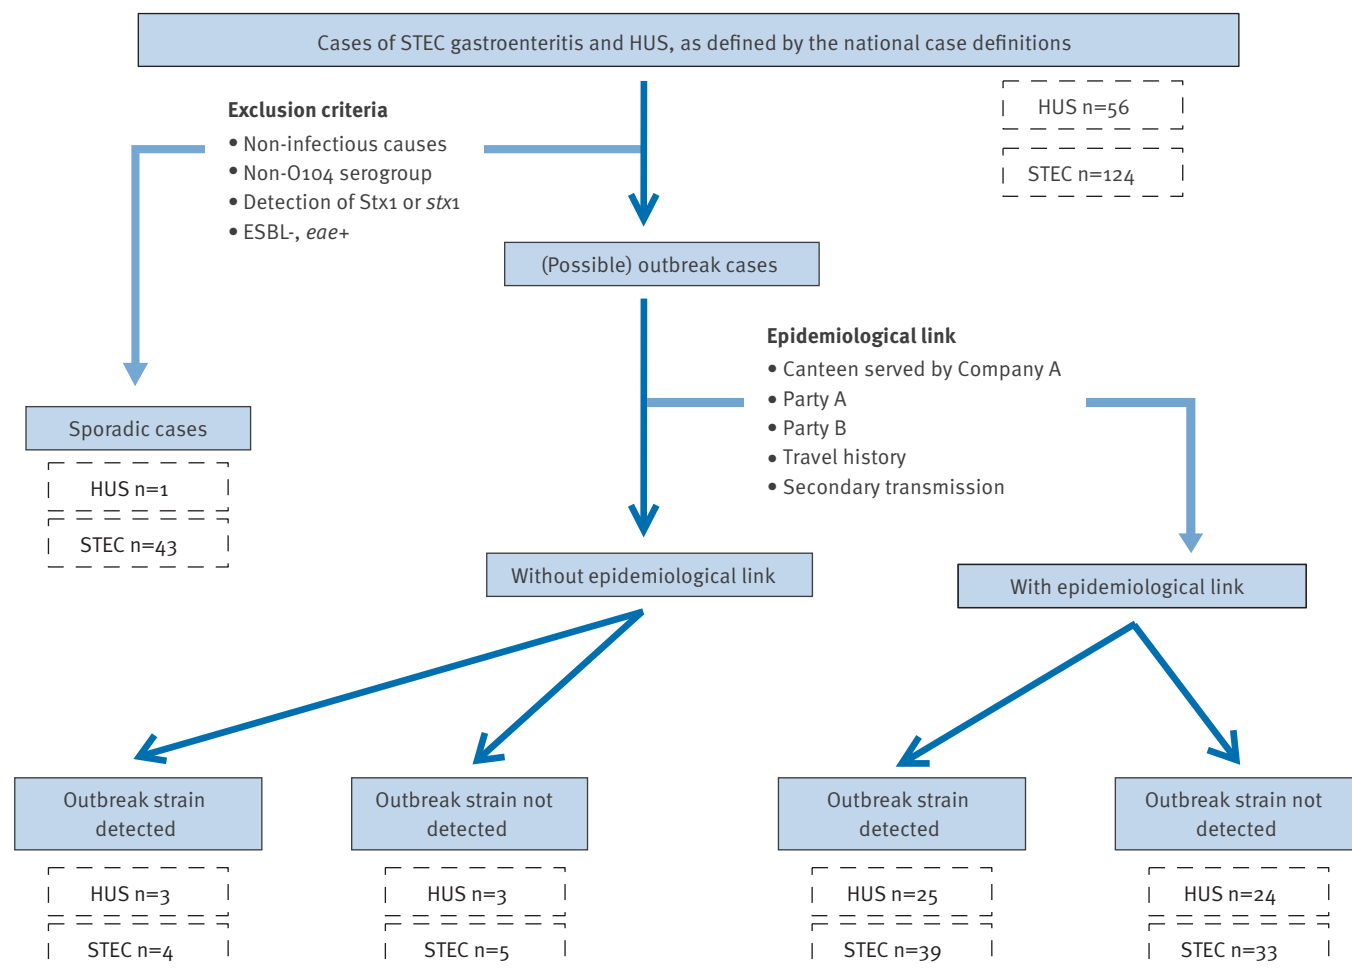 Cases of STEC gastroenteritis and HUS, as defined by the national case definitions
HUS n=56
STEC n=124
Exclusion criteria
• Non-infectious causes
• Non-O104 serogroup
• Detection of Stx1 or stx1
• ESBL-, eae+
(Possible) outbreak cases
Epidemiological link
• Canteen served by Company A
• Party A
• Party B
• Travel history
• Secondary transmission
Sporadic cases
HUS n=1
STEC n=43
Without epidemiological link
With epidemiological link
Outbreak strain
detected
HUS n=3
STEC n=4
Outbreak strain not
detected
HUS n=3
STEC n=5
Outbreak strain
detected
HUS n=25
STEC n=39
Outbreak strain not
detected
HUS n=24
STEC n=33